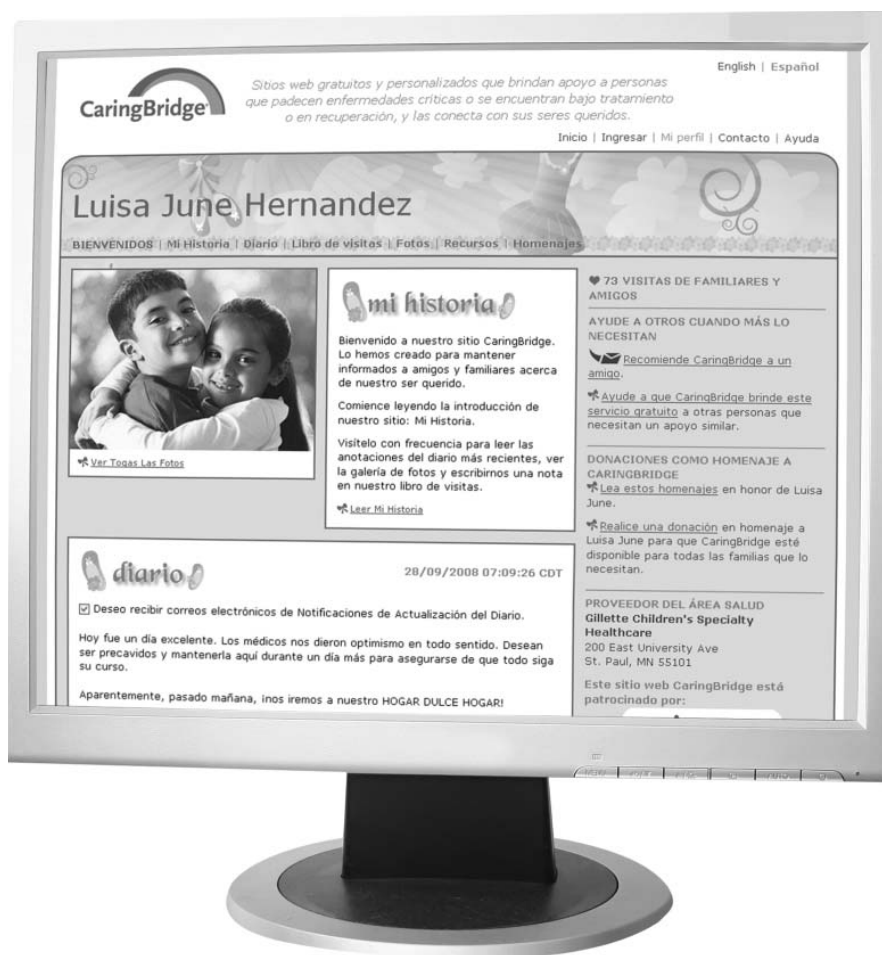 English | Español
CaringBridge
Sitios web gratuitos y personalizados que brindan apoyo a personas
que padecen enfermedades críticas o se encuentran bajo tratamiento
o en recuperación, y las conecta con sus seres queridos.
Inicio | Ingresar | Mi perfil | Contacto | Ayuda
Luisa June Hernandez
BIENVENIDOS | Mi Historia | Diario | Libro de visitas | Fotos | Recursos | Homenajes
Ver Togas Las Fotos
mi historia
Bienvenido a nuestro sitio CaringBridge.
Lo hemos creado para mantener
informados a amigos y familiares acerca
de nuestro ser querido.
Comience leyendo la introducción de
nuestro sitio: Mi Historia.
Visítelo con frecuencia para leer las
anotaciones del diario más recientes, ver
la galería de fotos y escribirnos una nota
en nuestro libro de visitas.
Leer Mi Historia
diario
28/09/2008 07:09:26 CDT
Deseo recibir correos electrónicos de Notificaciones de Actualización del Diario.
Hoy fue un día excelente. Los médicos nos dieron optimismo en todo sentido. Desean
ser precavidos y mantenerla aquí durante un día más para asegurarse de que todo siga
su curso.
Aparentemente, pasado mañana, ¡nos iremos a nuestro HOGAR DULCE HOGAR!
73 VISITAS DE FAMILIARES Y
AMIGOS
AYUDE A OTROS CUANDO MÁS LO
NECESITAN
Recomiende CaringBridge a un
amigo.
Ayude a que CaringBridge brinde este
servicio gratuito a otras personas que
necesitan un apoyo similar.
DONACIONES COMO HOMENAJE A
CARINGBRIDGE
Lea estos homenajes en honor de Luisa
June.
Realice una donación en homenaje a
Luisa June para que CaringBridge esté
disponible para todas las familias que lo
necesitan.
PROVEEDOR DEL ÁREA SALUD
Gillette Children's Specialty
Healthcare
200 East University Ave
St. Paul, MN 55101
Este sitio web CaringBridge está
patrocinado por: